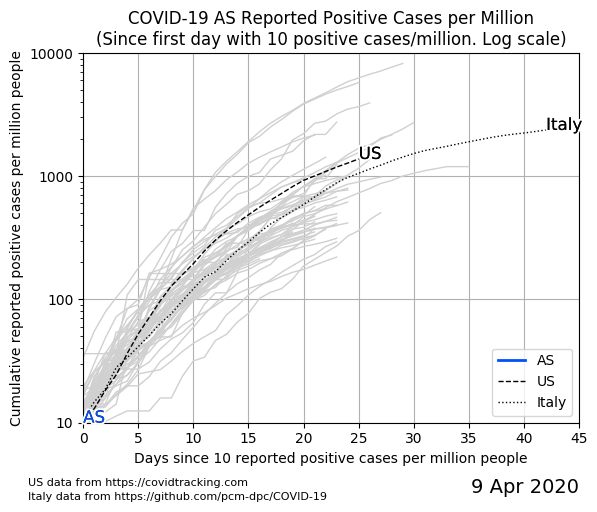 COVID-19 AS Reported Positive Cases per Million
(Since first day with 10 positive cases/million. Log scale)
Cumulative reported positive cases per million people
10000
1000
100
10
Italy
US
AS
AS
US
Italy
0 5 10 15 20 25 30 35 40 45
Days since 10 reported positive cases per million people
US data from https://covidtracking.com
Italy data from https://github.com/pcm-dpc/COVID-19
9 Apr 2020